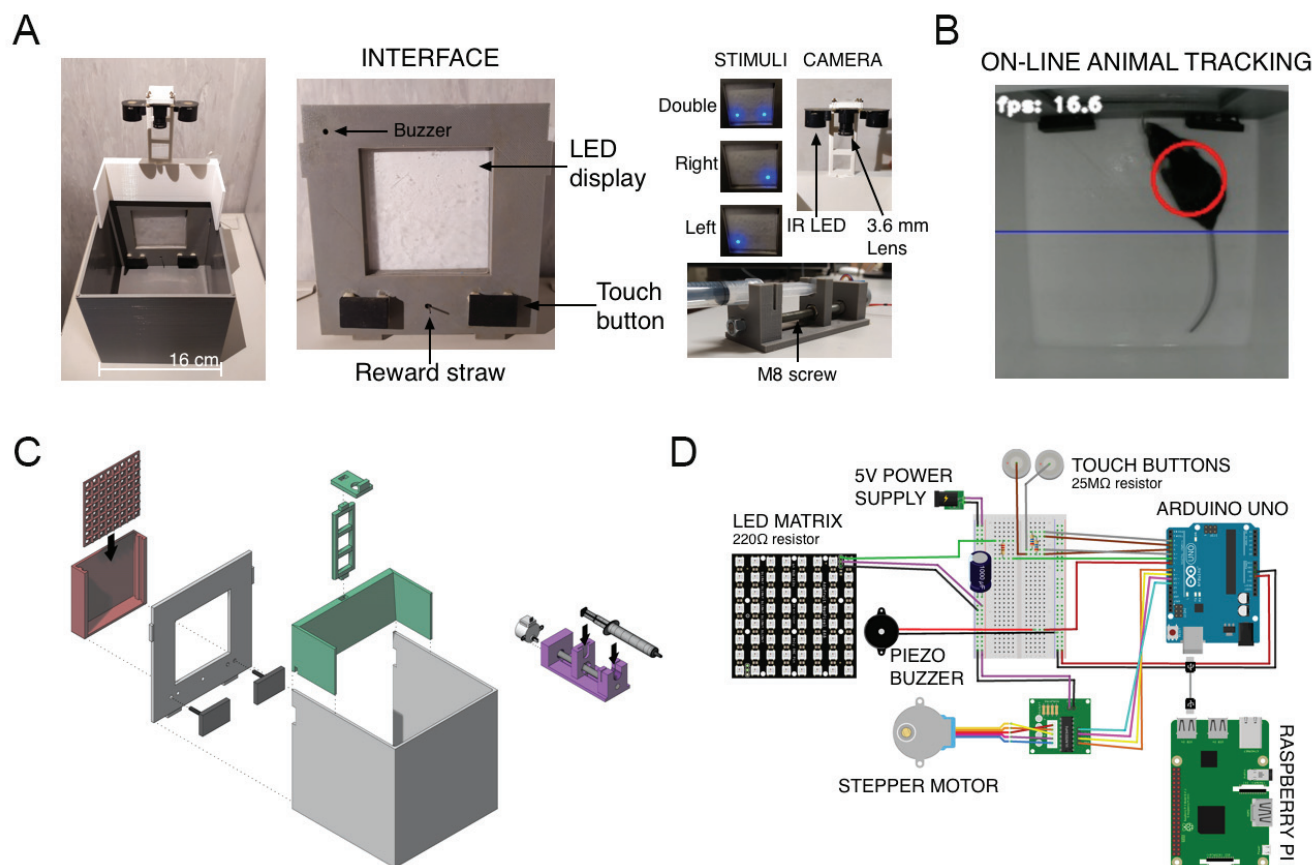 A
INTERFACE
Buzzer
LED
display
Touch
button
Reward straw
16 cm
STIMULI
CAMERA
Double
Right
Left
IR LED
3.6 mm
Lens
M8 screw
B
ON-LINE ANIMAL TRACKING
fps: 16.6
C
D
5V POWER
SUPPLY
TOUCH BUTTONS
25MΩ resistor
ARDUINO UNO
LED MATRIX
220Ω resistor
1000 µF
PIEZO
BUZZER
STEPPER MOTOR
RASPBERRY PI